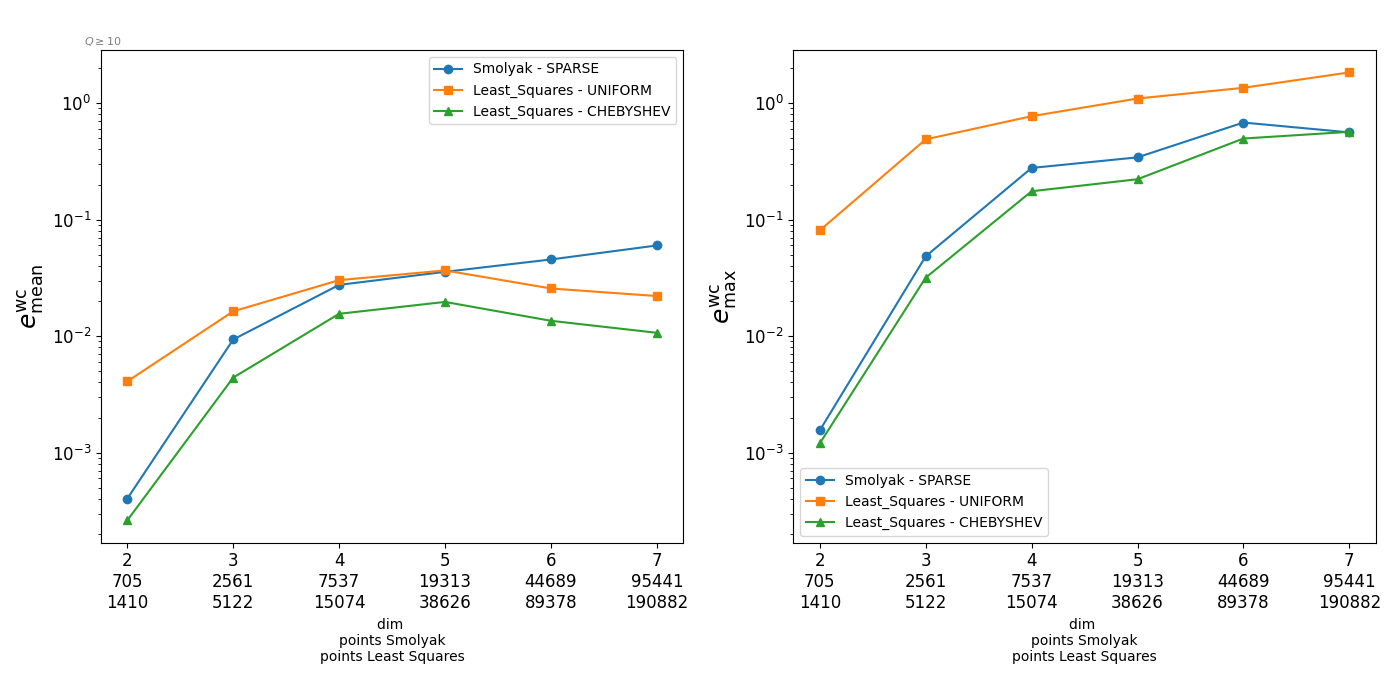 Q ≥ 10
Smolyak - SPARSE
Least_Squares - UNIFORM
Least_Squares - CHEBYSHEV
10⁰
10⁻¹
10⁻²
10⁻³
e^wc_mean
2 3 4 5 6 7
705 2561 7537 19313 44689 95441
1410 5122 15074 38626 89378 190882
dim
points Smolyak
points Least Squares
10⁰
10⁻¹
10⁻²
10⁻³
e^wc_max
Smolyak - SPARSE
Least_Squares - UNIFORM
Least_Squares - CHEBYSHEV
2 3 4 5 6 7
705 2561 7537 19313 44689 95441
1410 5122 15074 38626 89378 190882
dim
points Smolyak
points Least Squares